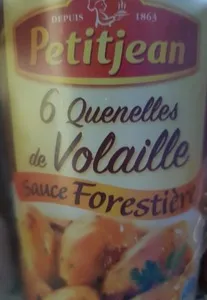 DEPUIS 1863
Petitjean
6 Quenelles
de Volaille
Sauce Forestière